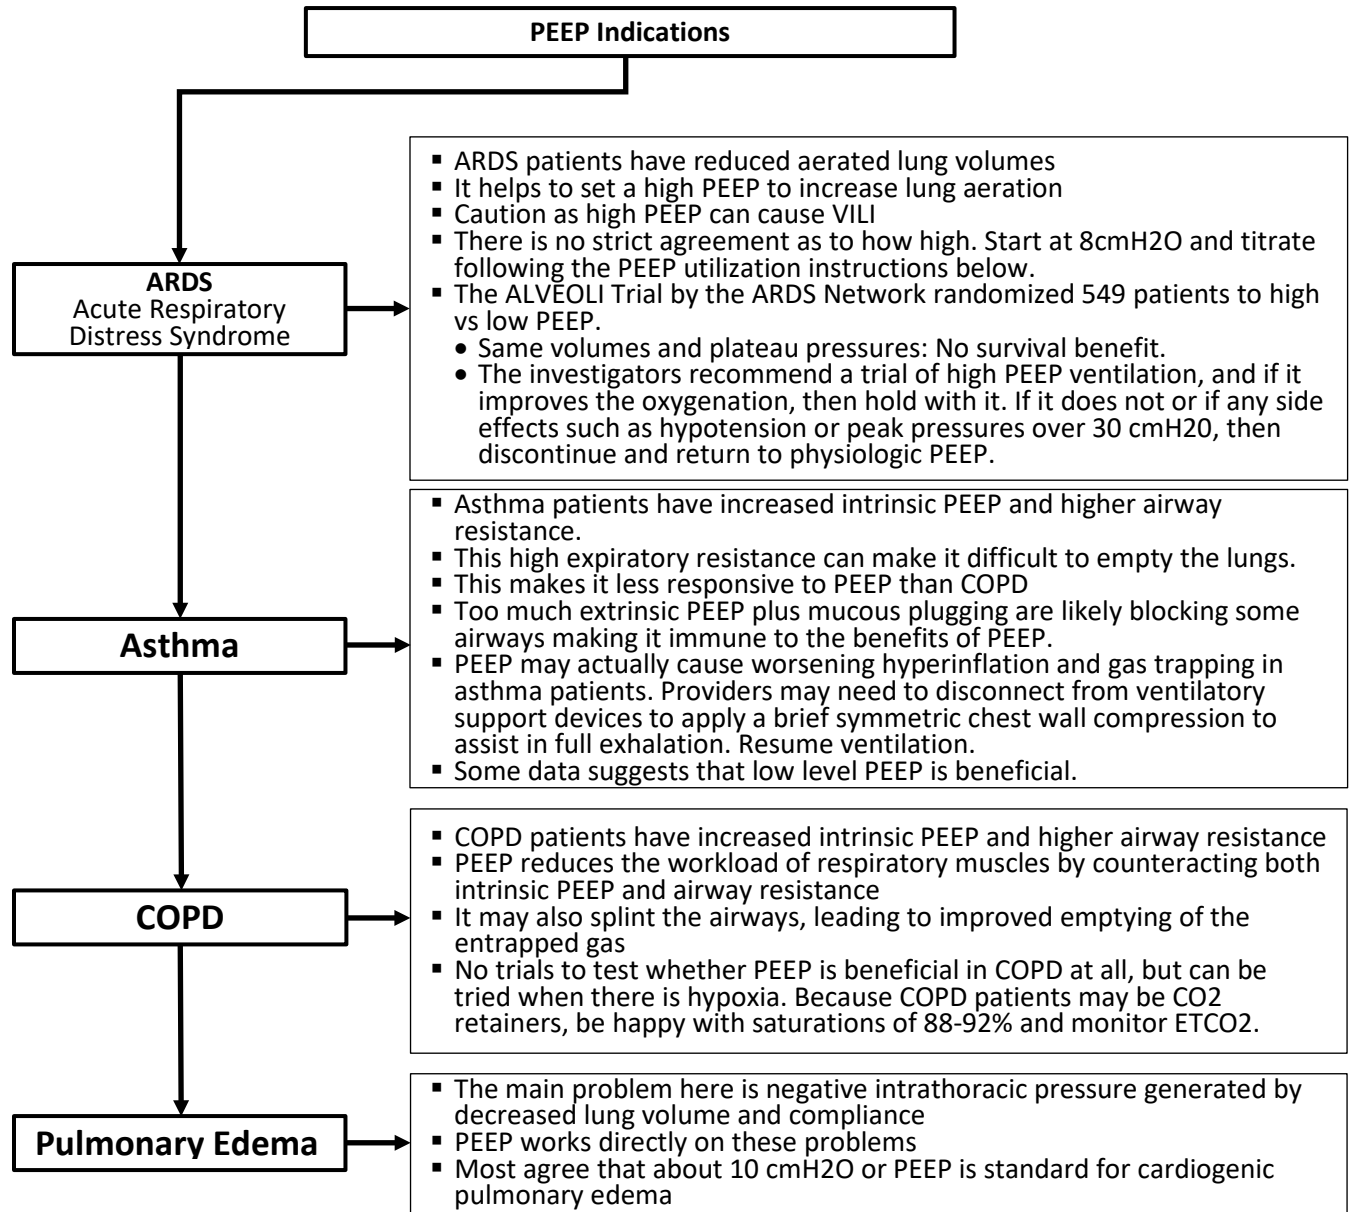 PEEP Indications
ARDS
Acute Respiratory
Distress Syndrome
▪ ARDS patients have reduced aerated lung volumes
▪ It helps to set a high PEEP to increase lung aeration
▪ Caution as high PEEP can cause VILI
▪ There is no strict agreement as to how high. Start at 8cmH2O and titrate
following the PEEP utilization instructions below.
▪ The ALVEOLI Trial by the ARDS Network randomized 549 patients to high
vs low PEEP.
• Same volumes and plateau pressures: No survival benefit.
• The investigators recommend a trial of high PEEP ventilation, and if it
improves the oxygenation, then hold with it. If it does not or if any side
effects such as hypotension or peak pressures over 30 cmH20, then
discontinue and return to physiologic PEEP.
Asthma
▪ Asthma patients have increased intrinsic PEEP and higher airway
resistance.
▪ This high expiratory resistance can make it difficult to empty the lungs.
▪ This makes it less responsive to PEEP than COPD
▪ Too much extrinsic PEEP plus mucous plugging are likely blocking some
airways making it immune to the benefits of PEEP.
▪ PEEP may actually cause worsening hyperinflation and gas trapping in
asthma patients. Providers may need to disconnect from ventilatory
support devices to apply a brief symmetric chest wall compression to
assist in full exhalation. Resume ventilation.
▪ Some data suggests that low level PEEP is beneficial.
COPD
▪ COPD patients have increased intrinsic PEEP and higher airway resistance
▪ PEEP reduces the workload of respiratory muscles by counteracting both
intrinsic PEEP and airway resistance
▪ It may also splint the airways, leading to improved emptying of the
entrapped gas
▪ No trials to test whether PEEP is beneficial in COPD at all, but can be
tried when there is hypoxia. Because COPD patients may be CO2
retainers, be happy with saturations of 88-92% and monitor ETCO2.
Pulmonary Edema
▪ The main problem here is negative intrathoracic pressure generated by
decreased lung volume and compliance
▪ PEEP works directly on these problems
▪ Most agree that about 10 cmH2O or PEEP is standard for cardiogenic
pulmonary edema